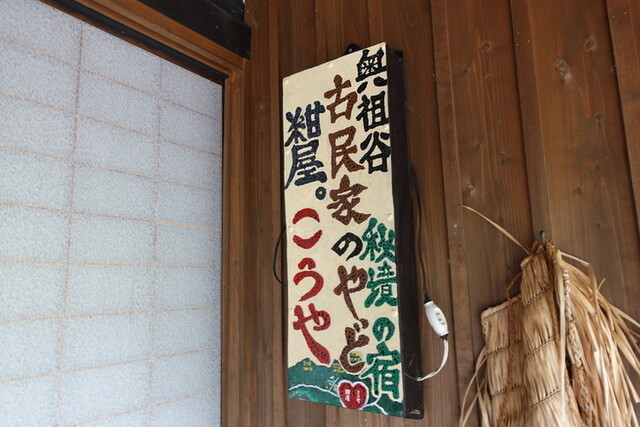 奥祖谷
秘境の宿
古民家のやど
紺屋。
こうや